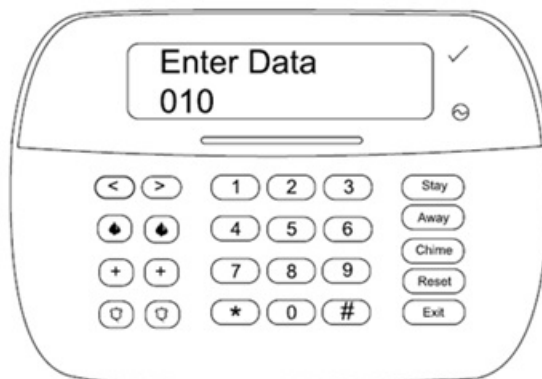 Enter Data
010
< >
1 2 3
Stay
4 5 6
Away
+ +
7 8 9
Chime
Reset
* 0 #
Exit